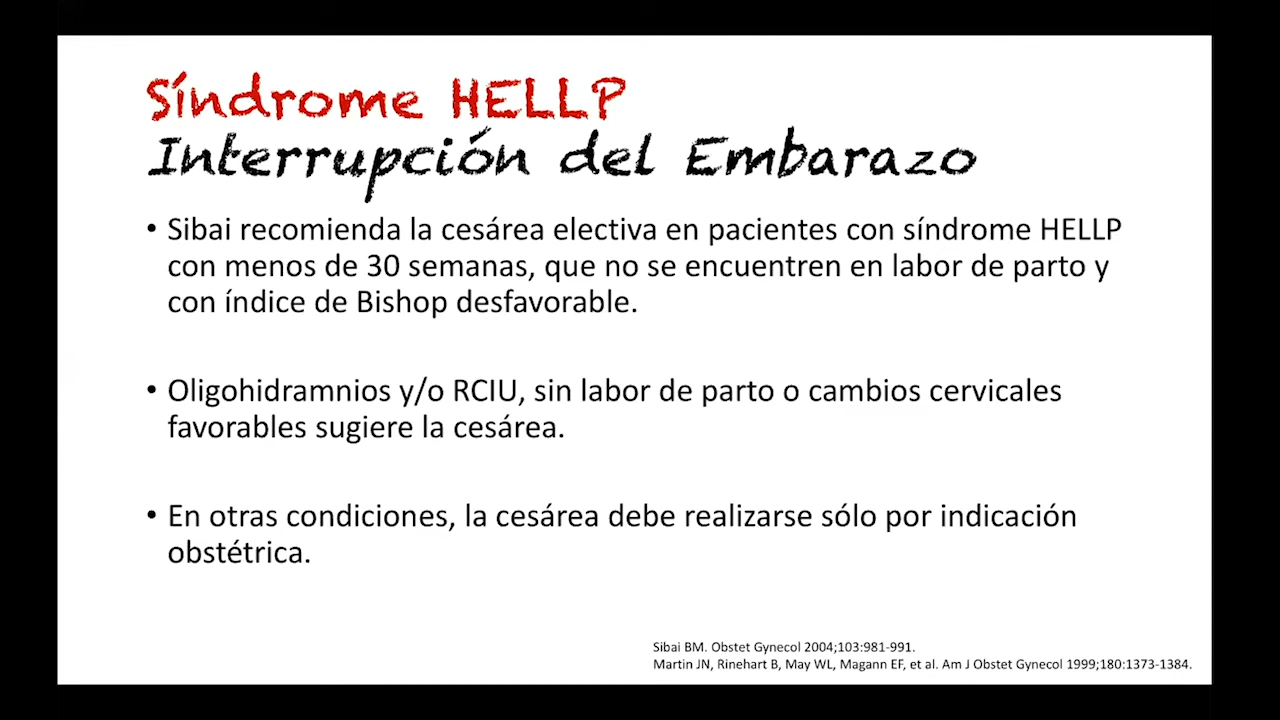 Síndrome HELLP
Interrupción del Embarazo
• Sibai recomienda la cesárea electiva en pacientes con síndrome HELLP
con menos de 30 semanas, que no se encuentren en labor de parto y
con índice de Bishop desfavorable.
• Oligohidramnios y/o RCIU, sin labor de parto o cambios cervicales
favorables sugiere la cesárea.
• En otras condiciones, la cesárea debe realizarse sólo por indicación
obstétrica.
Sibai BM. Obstet Gynecol 2004;103:981-991.
Martin JN, Rinehart B, May WL, Magann EF, et al. Am J Obstet Gynecol 1999;180:1373-1384.